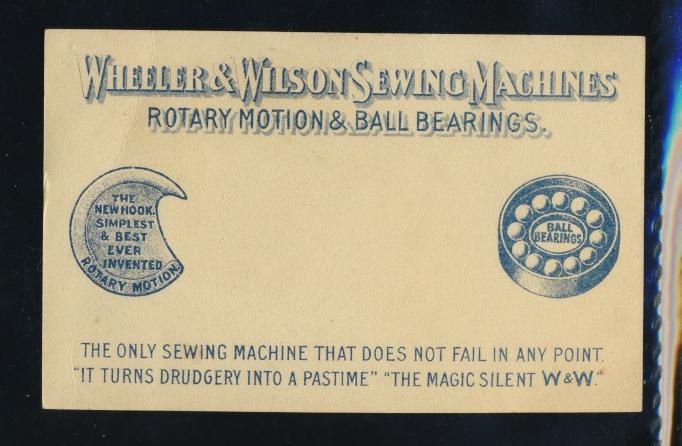 WHEELER & WILSON SEWING MACHINES
ROTARY MOTION & BALL BEARINGS.
THE
NEW HOOK.
SIMPLEST
& BEST
EVER
INVENTED
ROTARY MOTION.
BALL
BEARINGS
THE ONLY SEWING MACHINE THAT DOES NOT FAIL IN ANY POINT.
"IT TURNS DRUDGERY INTO A PASTIME" "THE MAGIC SILENT W & W."